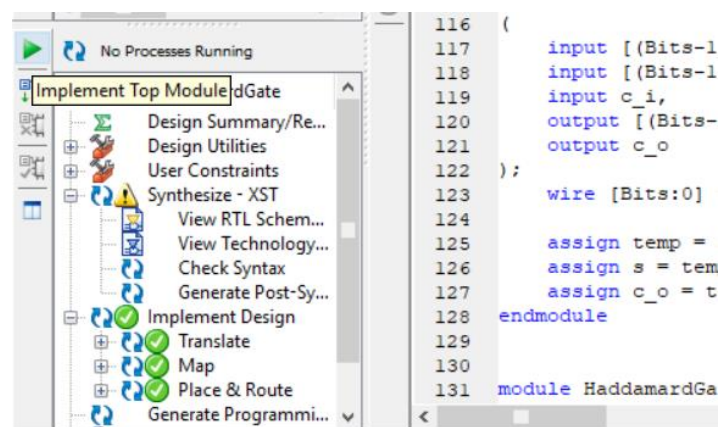 No Processes Running
Implement Top Module
rdGate
Design Summary/Re...
Design Utilities
User Constraints
Synthesize - XST
View RTL Schem...
View Technology...
Check Syntax
Generate Post-Sy...
Implement Design
Translate
Map
Place & Route
Generate Programmi...
116 (
117 input [(Bits-1
118 input [(Bits-1
119 input c_i,
120 output [(Bits-
121 output c_o
122 );
123 wire [Bits:0]
124
125 assign temp =
126 assign s = tem
127 assign c_o = t
128 endmodule
129
130
131 module HaddamardGa